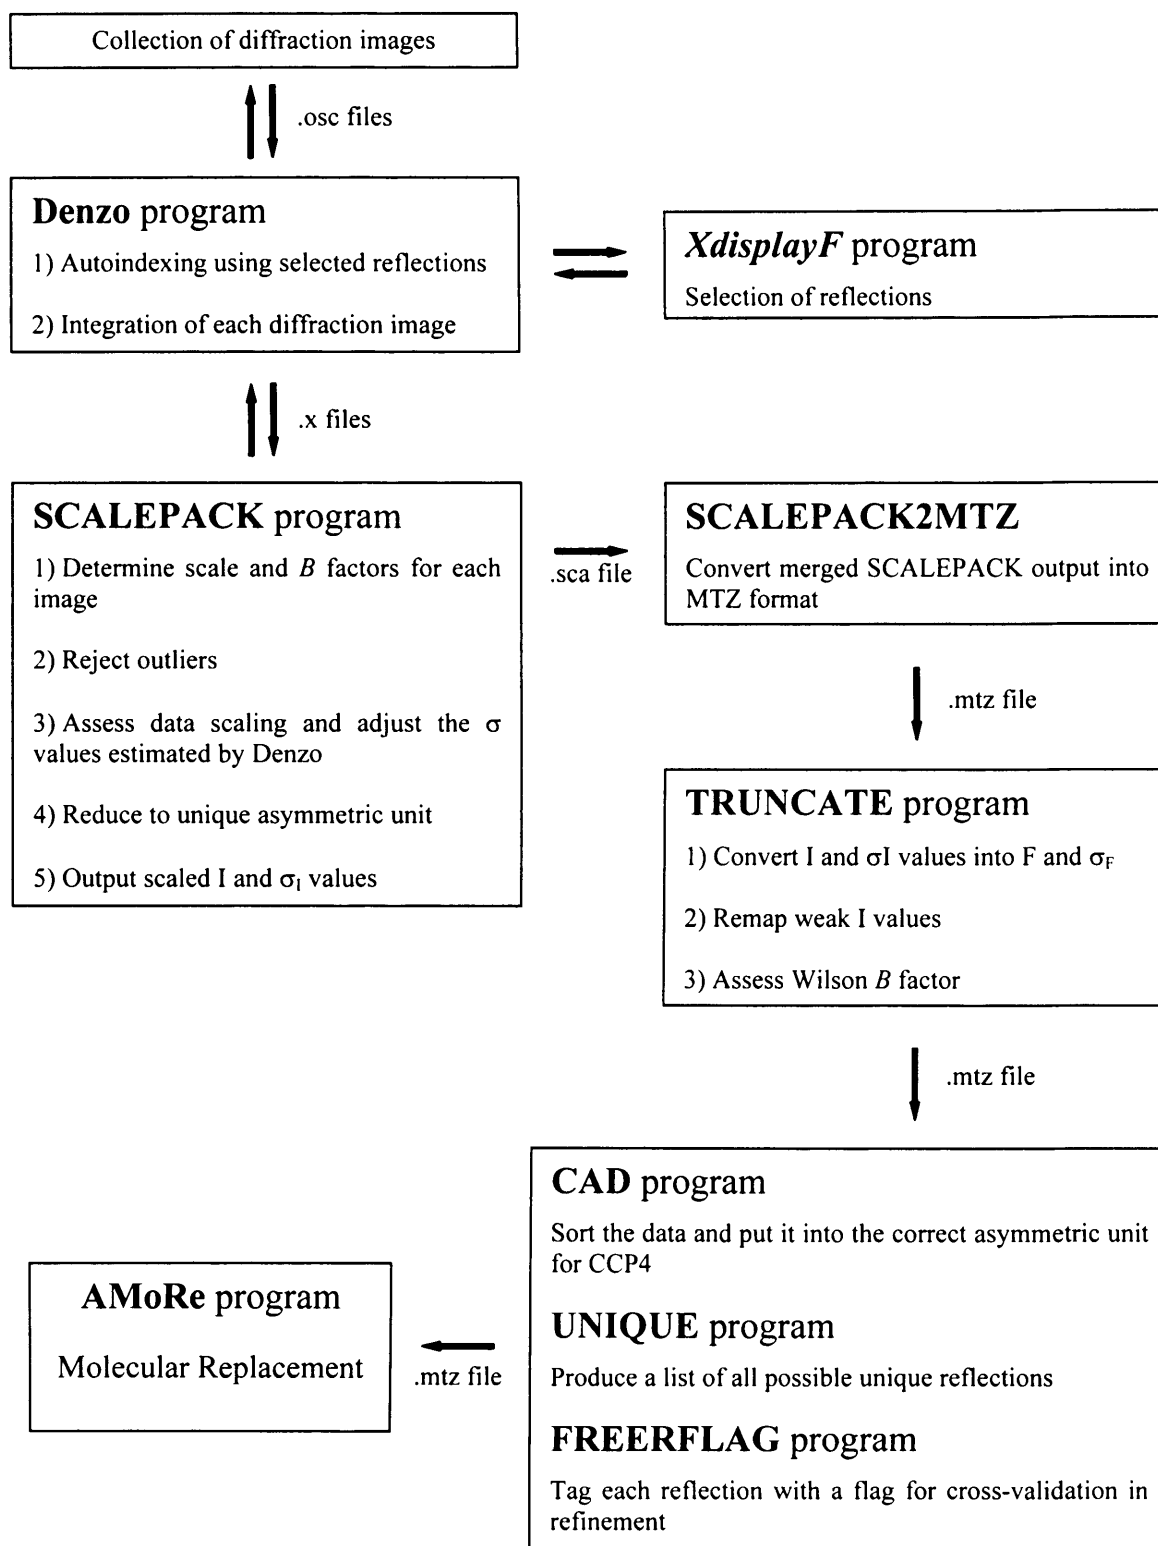 Collection of diffraction images
.osc files
Denzo program
1) Autoindexing using selected reflections
2) Integration of each diffraction image
XdisplayF program
Selection of reflections
.x files
SCALEPACK program
1) Determine scale and B factors for each
image
2) Reject outliers
3) Assess data scaling and adjust the σ
values estimated by Denzo
4) Reduce to unique asymmetric unit
5) Output scaled I and σI values
.sca file
SCALEPACK2MTZ
Convert merged SCALEPACK output into
MTZ format
.mtz file
TRUNCATE program
1) Convert I and σI values into F and σF
2) Remap weak I values
3) Assess Wilson B factor
.mtz file
CAD program
Sort the data and put it into the correct asymmetric unit
for CCP4
UNIQUE program
Produce a list of all possible unique reflections
FREERFLAG program
Tag each reflection with a flag for cross-validation in
refinement
.mtz file
AMoRe program
Molecular Replacement